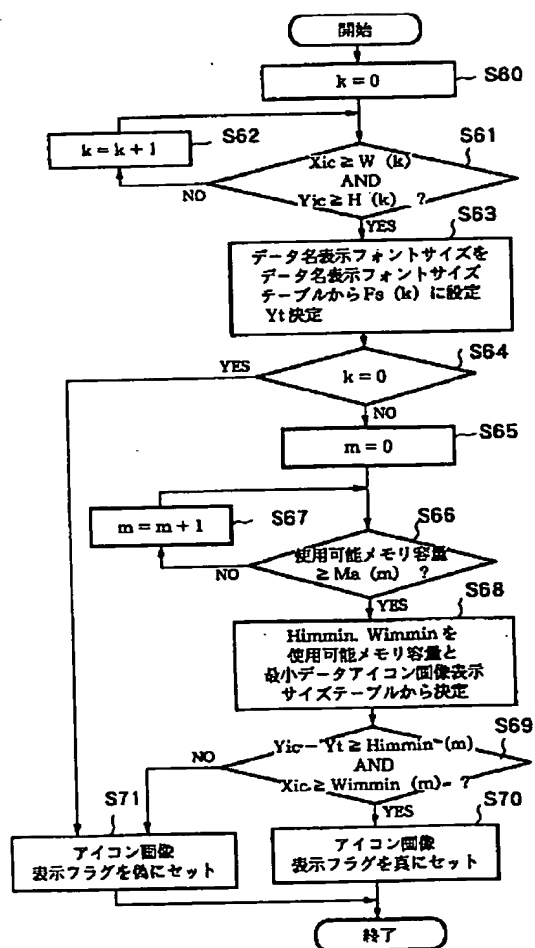 開始
k = 0
S60
S62
k = k + 1
S61
Xic ≥ W (k)
AND
Yic ≥ H (k) ?
NO
YES
S63
データ名表示フォントサイズを
データ名表示フォントサイズ
テーブルからFs (k) に設定
Yt決定
S64
YES
k = 0
NO
S65
m = 0
S67
m = m + 1
S66
使用可能メモリ容量
≥ Ma (m) ?
NO
YES
S68
Himmin, Wimminを
使用可能メモリ容量と
最小データアイコン画像表示
サイズテーブルから決定
S69
Yic − Yt ≥ Himmin (m)
AND
Xic ≥ Wimmin (m) ?
NO
YES
S71
S70
アイコン画像
表示フラグを偽にセット
アイコン画像
表示フラグを真にセット
終了